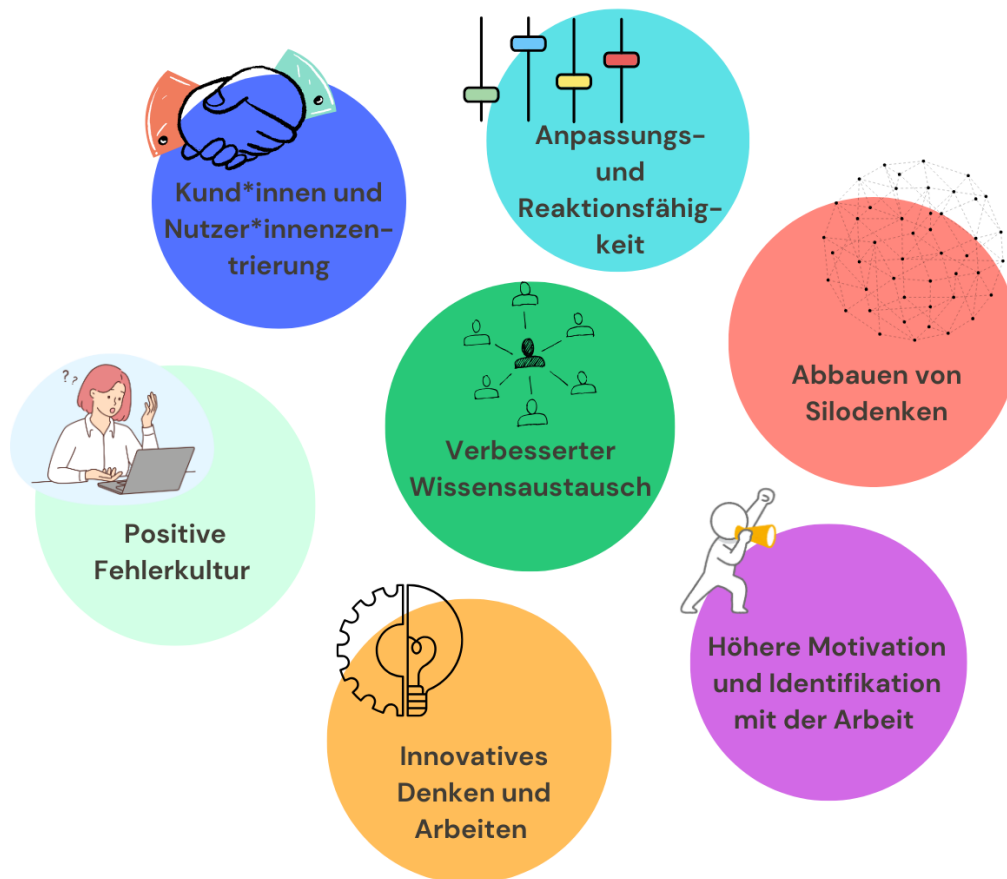 Kund*innen und
Nutzer*innenzen-
trierung
Anpassungs-
und
Reaktionsfähig-
keit
Abbauen von
Silodenken
Verbesserter
Wissensaustausch
??
Positive
Fehlerkultur
Höhere Motivation
und Identifikation
mit der Arbeit
Innovatives
Denken und
Arbeiten